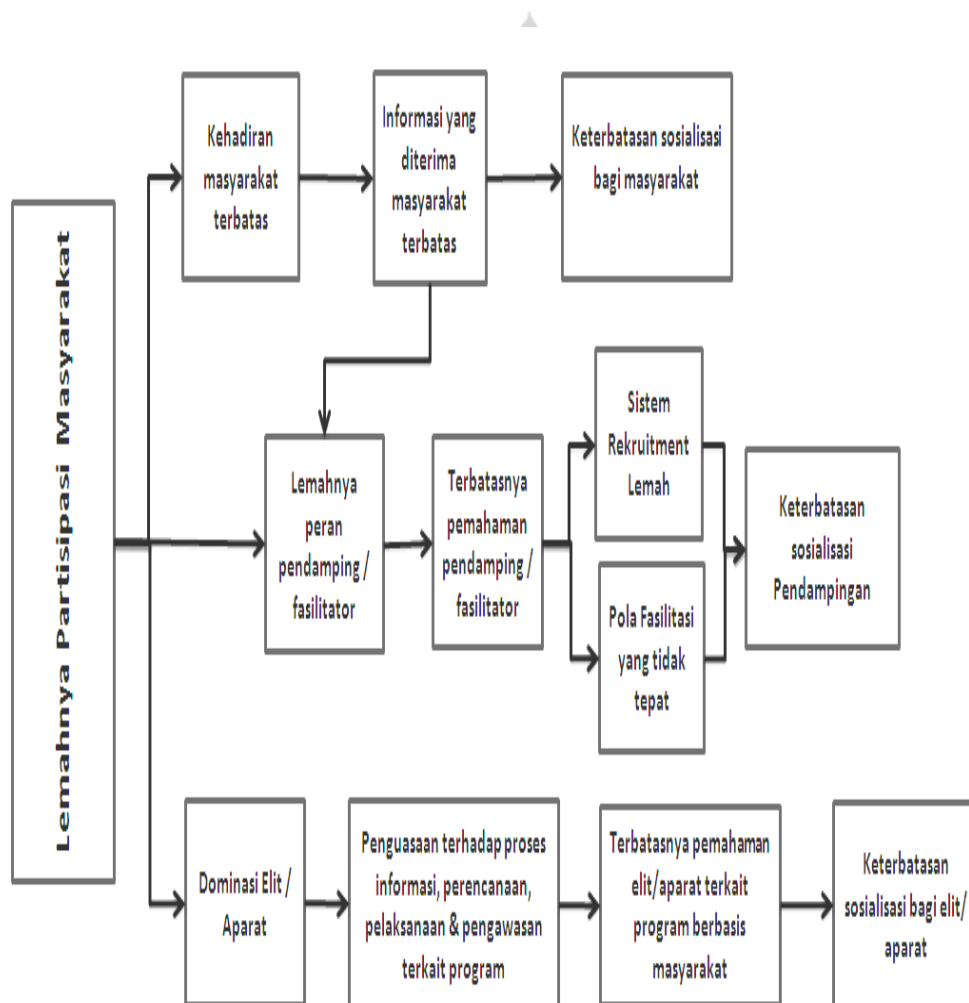 Lemahnya Partisipasi Masyarakat
Kehadiran
masyarakat
terbatas
Informasi yang
diterima
masyarakat
terbatas
Keterbatasan sosialisasi
bagi masyarakat
Lemahnya
peran
pendamping /
fasilitator
Terbatasnya
pemahaman
pendamping /
fasilitator
Sistem
Rekruitment
Lemah
Pola Fasilitasi
yang tidak
tepat
Keterbatasan
sosialisasi
Pendampingan
Dominasi Elit /
Aparat
Penguasaan terhadap proses
informasi, perencanaan,
pelaksanaan & pengawasan
terkait program
Terbatasnya pemahaman
elit/aparat terkait
program berbasis
masyarakat
Keterbatasan
sosialisasi bagi elit/
aparat